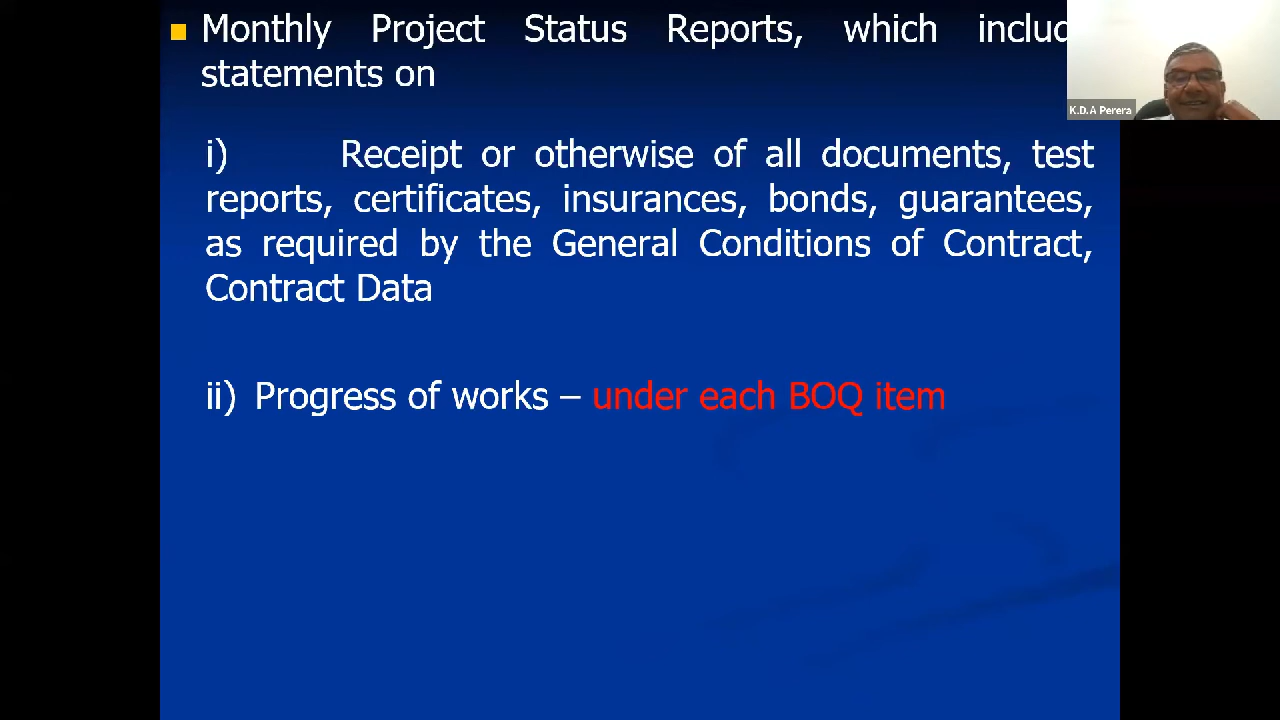 Monthly Project Status Reports, which includ
statements on
i) Receipt or otherwise of all documents, test
reports, certificates, insurances, bonds, guarantees,
as required by the General Conditions of Contract,
Contract Data
ii) Progress of works – under each BOQ item
K.D.A Perera